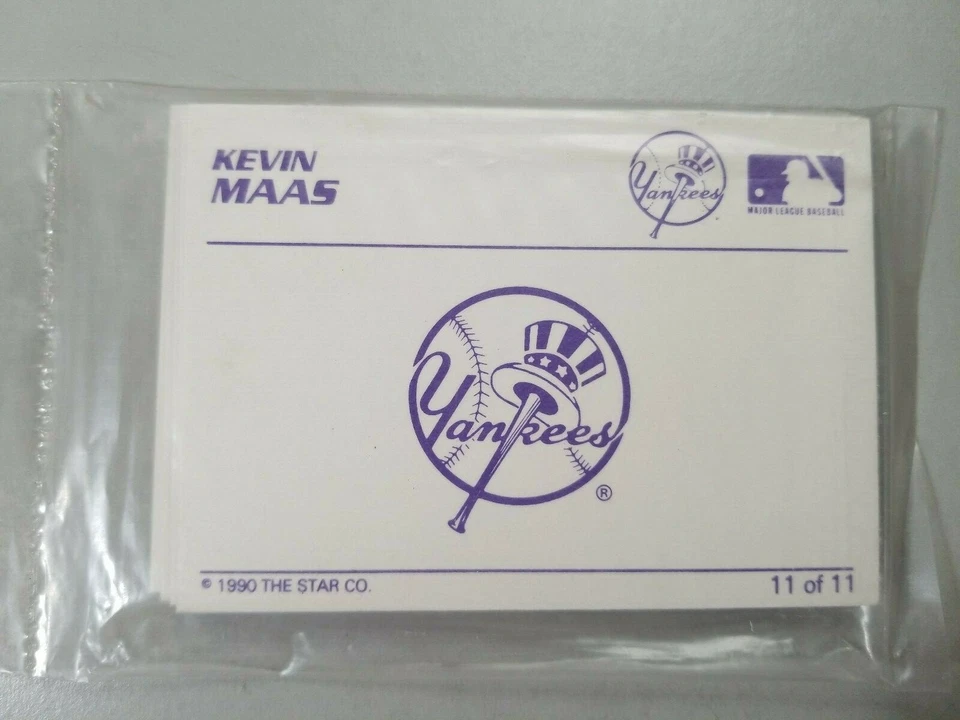 KEVIN
MAAS
Yankees
MAJOR LEAGUE BASEBALL
Yankees
®
© 1990 THE STAR CO.
11 of 11